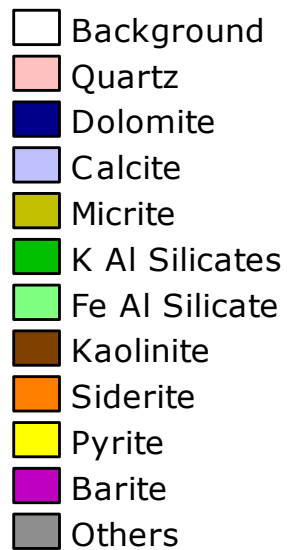 Background
Quartz
Dolomite
Calcite
Micrite
K Al Silicates
Fe Al Silicate
Kaolinite
Siderite
Pyrite
Barite
Others